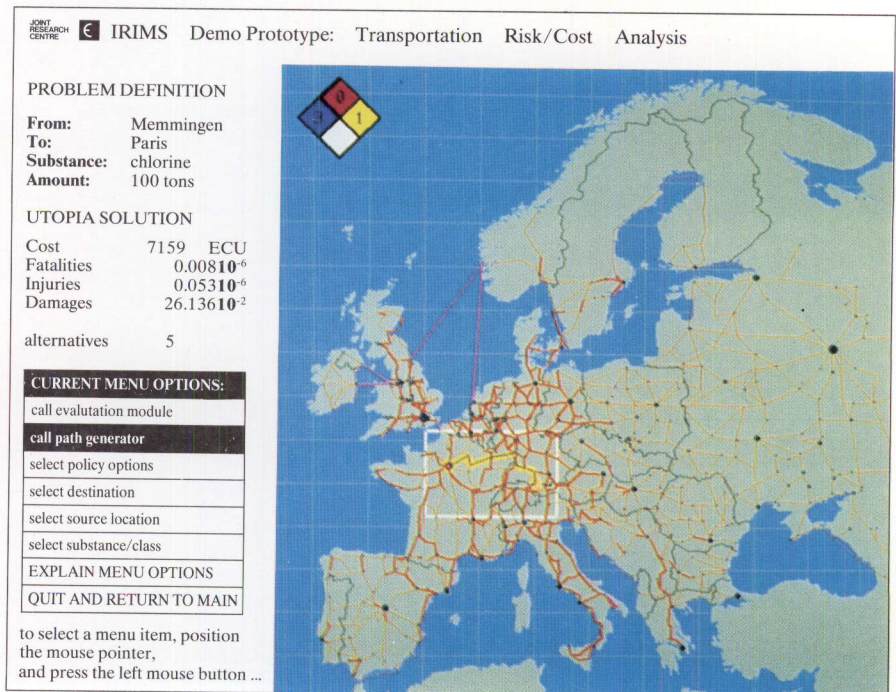 JOINT
RESEARCH
CENTRE
IRIMS Demo Prototype: Transportation Risk/Cost Analysis
PROBLEM DEFINITION
From: Memmingen
To: Paris
Substance: chlorine
Amount: 100 tons
UTOPIA SOLUTION
Cost 7159 ECU
Fatalities 0.00810-6
Injuries 0.05310-6
Damages 26.13610-2
alternatives 5
CURRENT MENU OPTIONS:
call evalutation module
call path generator
select policy options
select destination
select source location
select substance/class
EXPLAIN MENU OPTIONS
QUIT AND RETURN TO MAIN
to select a menu item, position
the mouse pointer,
and press the left mouse button ...
0
3 1